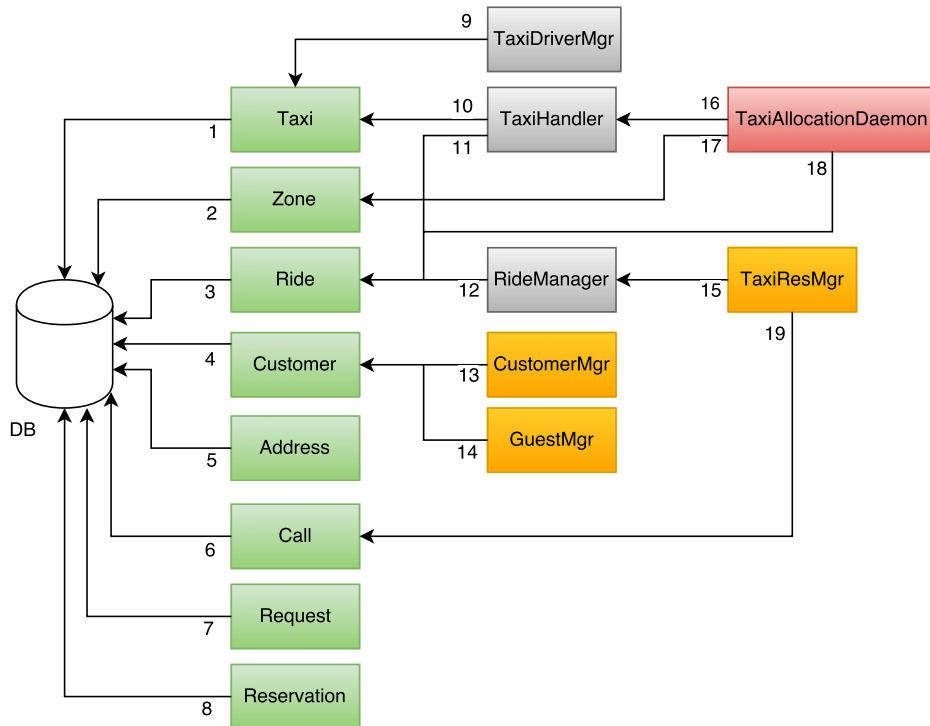 9
TaxiDriverMgr
1
Taxi
10
11
TaxiHandler
16
17
TaxiAllocationDaemon
18
2
Zone
3
Ride
12
RideManager
15
TaxiResMgr
19
4
Customer
13
CustomerMgr
DB
5
Address
14
GuestMgr
6
Call
7
Request
8
Reservation